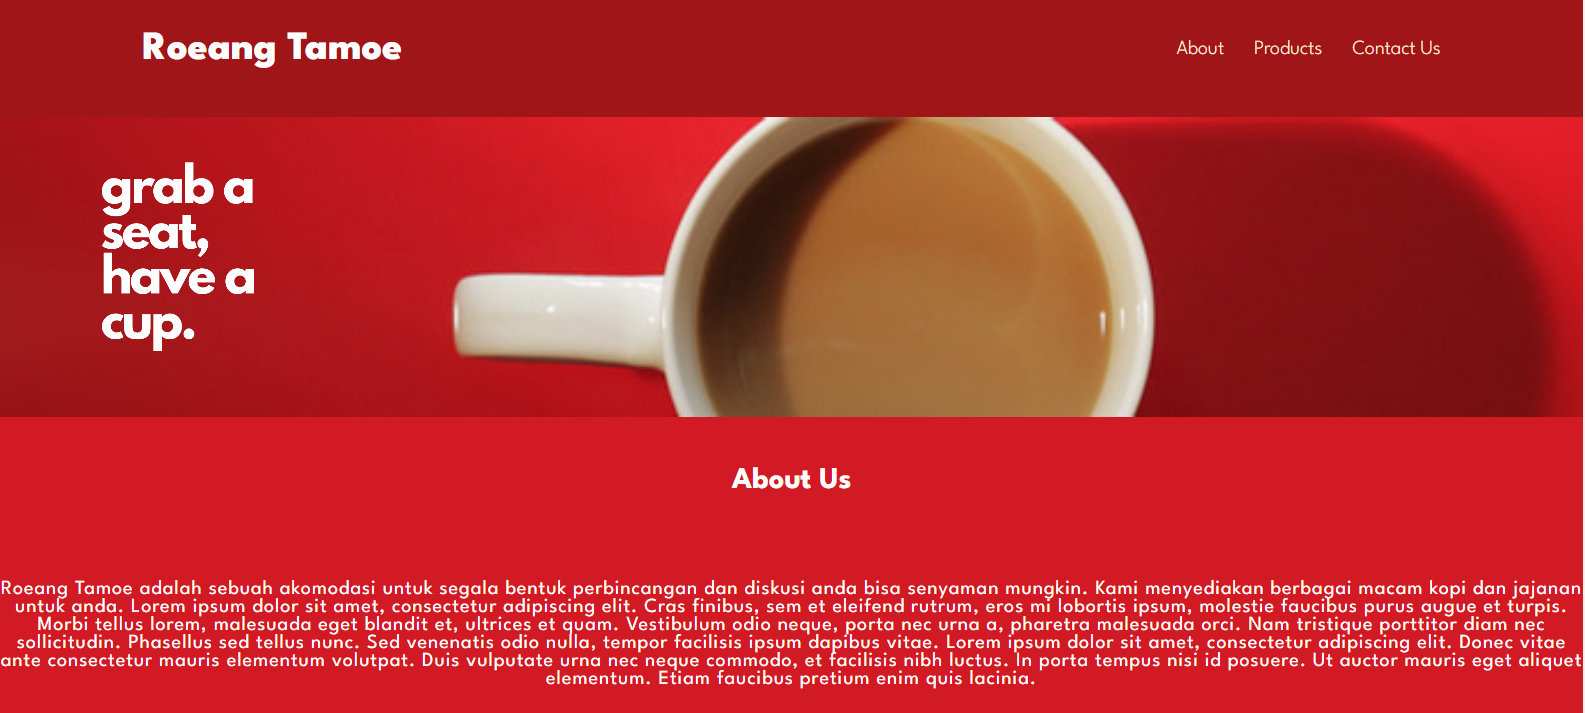 Roeang Tamoe
About Products Contact Us
grab a
seat,
have a
cup.
About Us
Roeang Tamoe adalah sebuah akomodasi untuk segala bentuk perbincangan dan diskusi anda bisa senyaman mungkin. Kami menyediakan berbagai macam kopi dan jajanan
untuk anda. Lorem ipsum dolor sit amet, consectetur adipiscing elit. Cras finibus, sem et eleifend rutrum, eros mi lobortis ipsum, molestie faucibus purus augue et turpis.
Morbi tellus lorem, malesuada eget blandit et, ultrices et quam. Vestibulum odio neque, porta nec urna a, pharetra malesuada orci. Nam tristique porttitor diam nec
sollicitudin. Phasellus sed tellus nunc. Sed venenatis odio nulla, tempor facilisis ipsum dapibus vitae. Lorem ipsum dolor sit amet, consectetur adipiscing elit. Donec vitae
ante consectetur mauris elementum volutpat. Duis vulputate urna nec neque commodo, et facilisis nibh luctus. In porta tempus nisi id posuere. Ut auctor mauris eget aliquet
elementum. Etiam faucibus pretium enim quis lacinia.